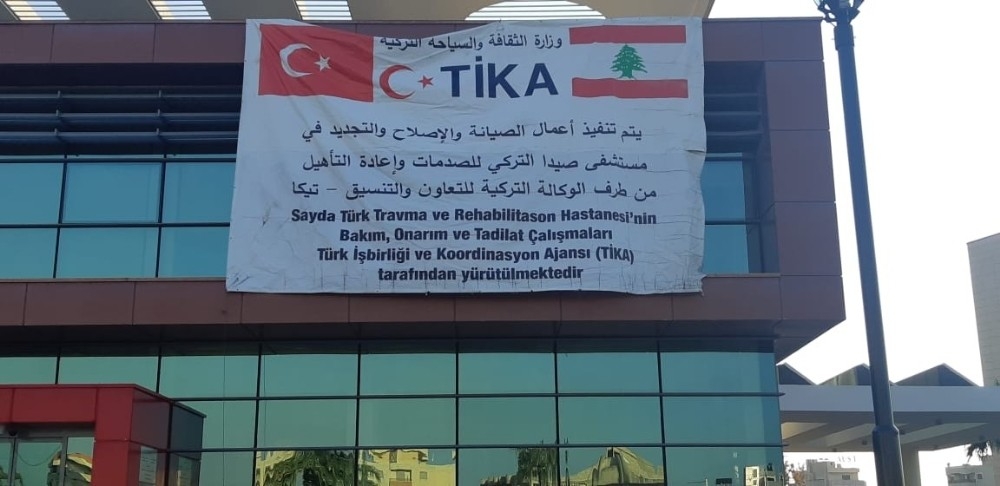 وزارة الثقافة والسياحة التركية
TİKA
يتم تنفيذ أعمال الصيانة والإصلاح والتجديد في
مستشفى صيدا التركي للصدمات وإعادة التأهيل
من طرف الوكالة التركية للتعاون والتنسيق – تيكا
Sayda Türk Travma ve Rehabilitason Hastanesi'nin
Bakım, Onarım ve Tadilat Çalışmaları
Türk İşbirliği ve Koordinasyon Ajansı (TİKA)
tarafından yürütülmektedir